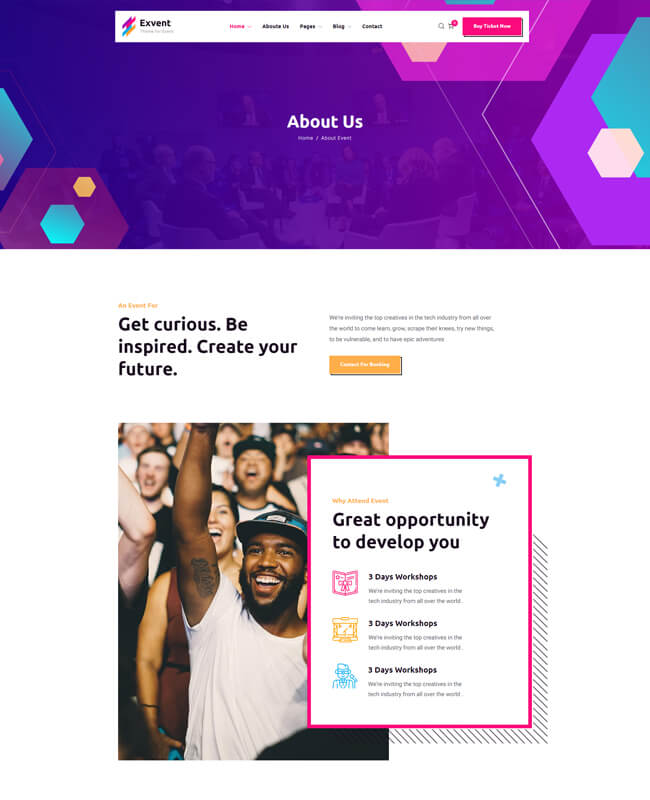 Exvent
Theme For Event
Home
Aboute Us
Pages
Blog
Contact
0
Buy Ticket Now
About Us
Home / About Event
An Event For
Get curious. Be
inspired. Create your
future.
We're inviting the top creatives in the tech industry from all over
the world to come learn, grow, scrape their knees, try new things,
to be vulnerable, and to have epic adventures
Contact For Booking
Why Attend Event
Great opportunity
to develop you
3 Days Workshops
We're inviting the top creatives in the
tech industry from all over the world .
3 Days Workshops
We're inviting the top creatives in the
tech industry from all over the world .
3 Days Workshops
We're inviting the top creatives in the
tech industry from all over the world .